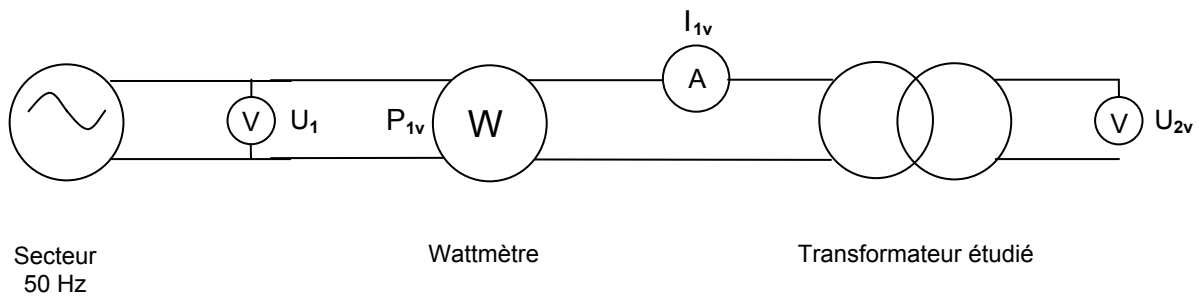 I1v
A
V
U1
P1v
W
V
U2v
Secteur
50 Hz
Wattmètre
Transformateur étudié